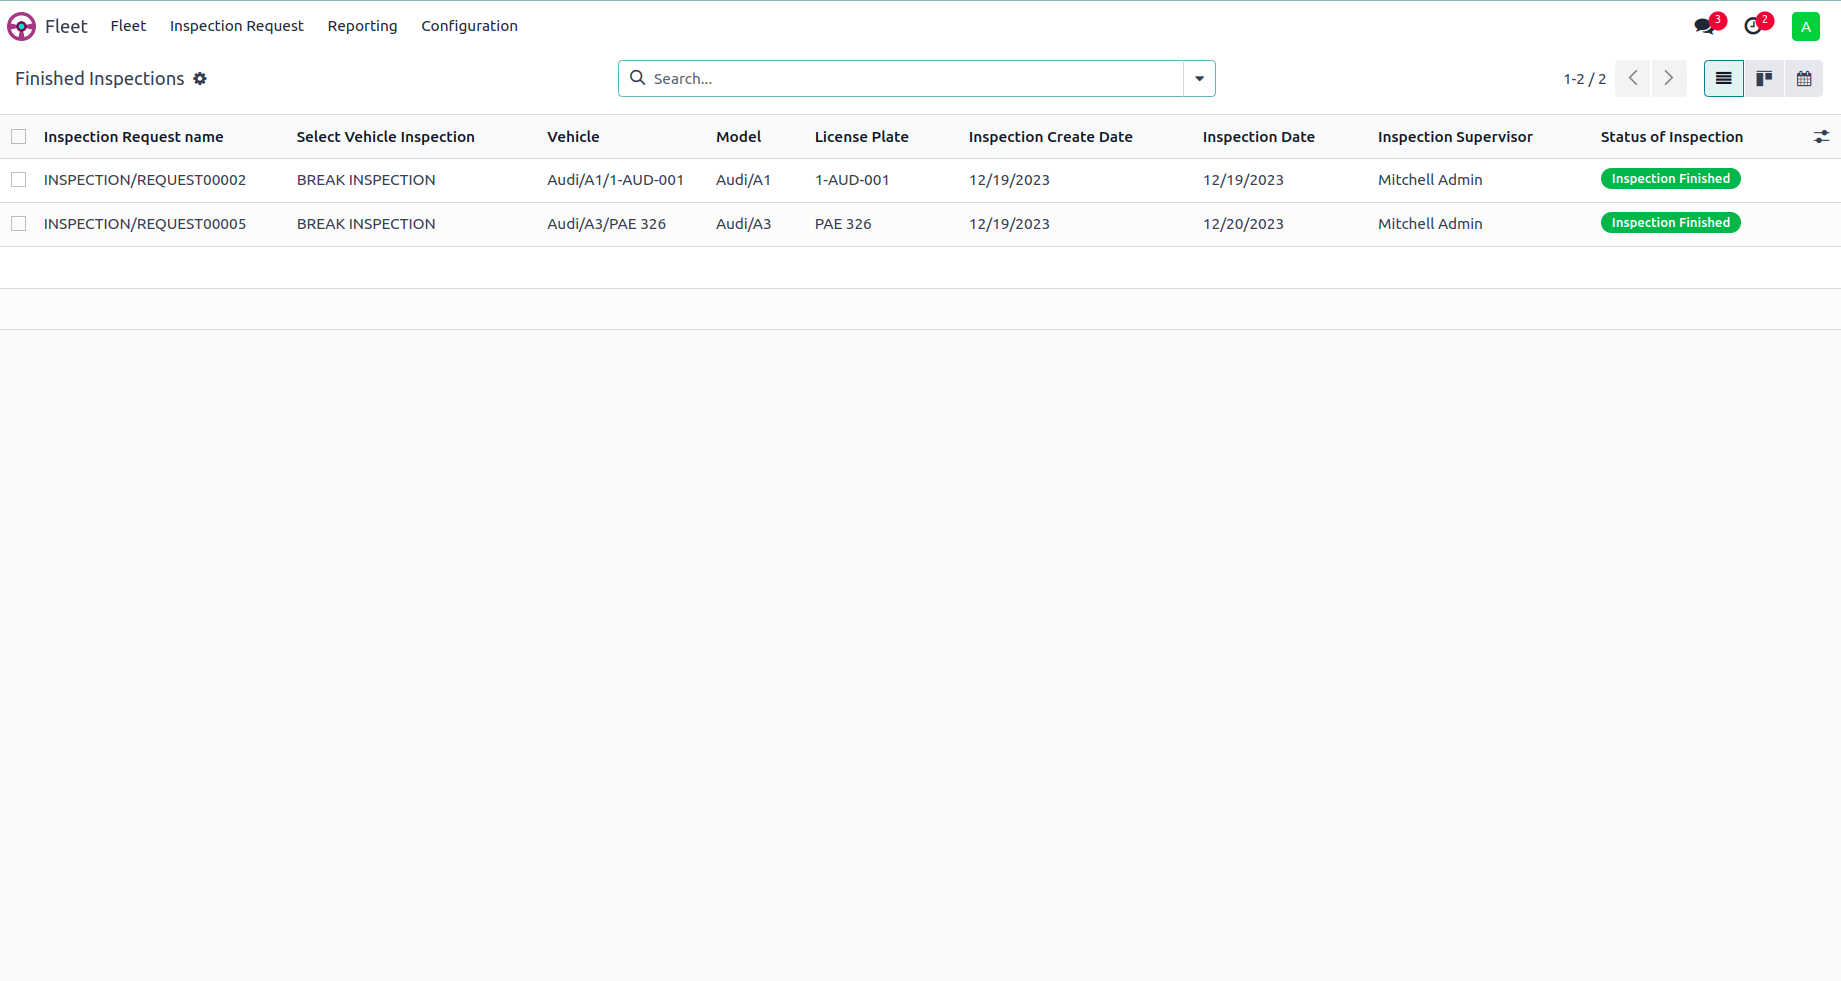 Fleet Fleet Inspection Request Reporting Configuration 3 2 A
Finished Inspections Search... 1-2 / 2
Inspection Request name Select Vehicle Inspection Vehicle Model License Plate Inspection Create Date Inspection Date Inspection Supervisor Status of Inspection
INSPECTION/REQUEST00002 BREAK INSPECTION Audi/A1/1-AUD-001 Audi/A1 1-AUD-001 12/19/2023 12/19/2023 Mitchell Admin Inspection Finished
INSPECTION/REQUEST00005 BREAK INSPECTION Audi/A3/PAE 326 Audi/A3 PAE 326 12/19/2023 12/20/2023 Mitchell Admin Inspection Finished